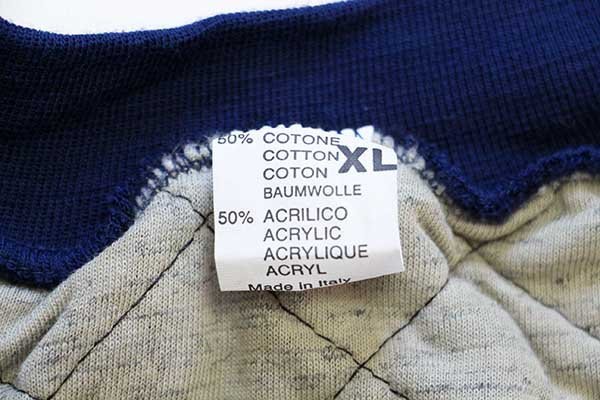 50% COTONE
COTTON XL
COTON
BAUMWOLLE
50% ACRILICO
ACRYLIC
ACRYLIQUE
ACRYL
Made in Italy